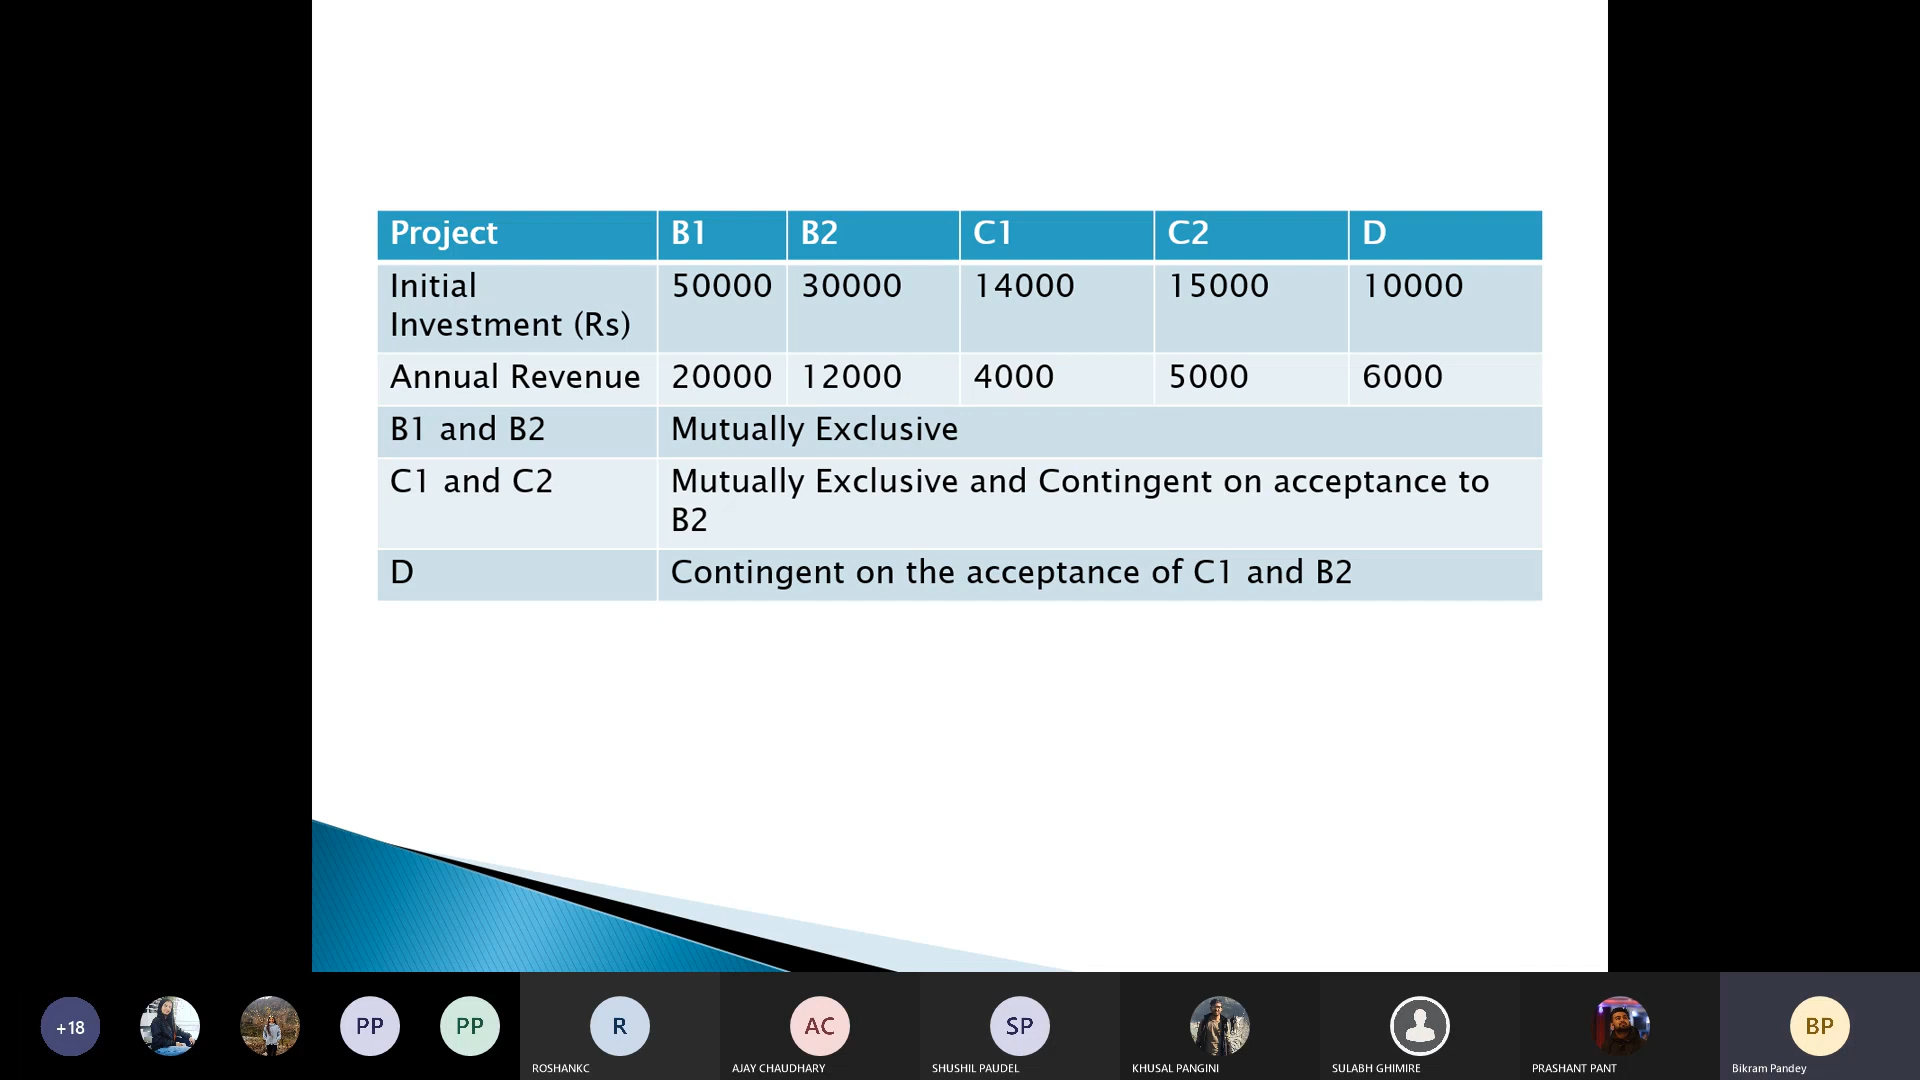 Project B1 B2 C1 C2 D
Initial Investment (Rs) 50000 30000 14000 15000 10000
Annual Revenue 20000 12000 4000 5000 6000
B1 and B2 Mutually Exclusive
C1 and C2 Mutually Exclusive and Contingent on acceptance to
B2
D Contingent on the acceptance of C1 and B2
+18 PP PP R AC SP BP
ROSHANKC AJAY CHAUDHARY SHUSHIL PAUDEL KHUSAL PANGINI SULABH GHIMIRE PRASHANT PANT Bikram Pandey